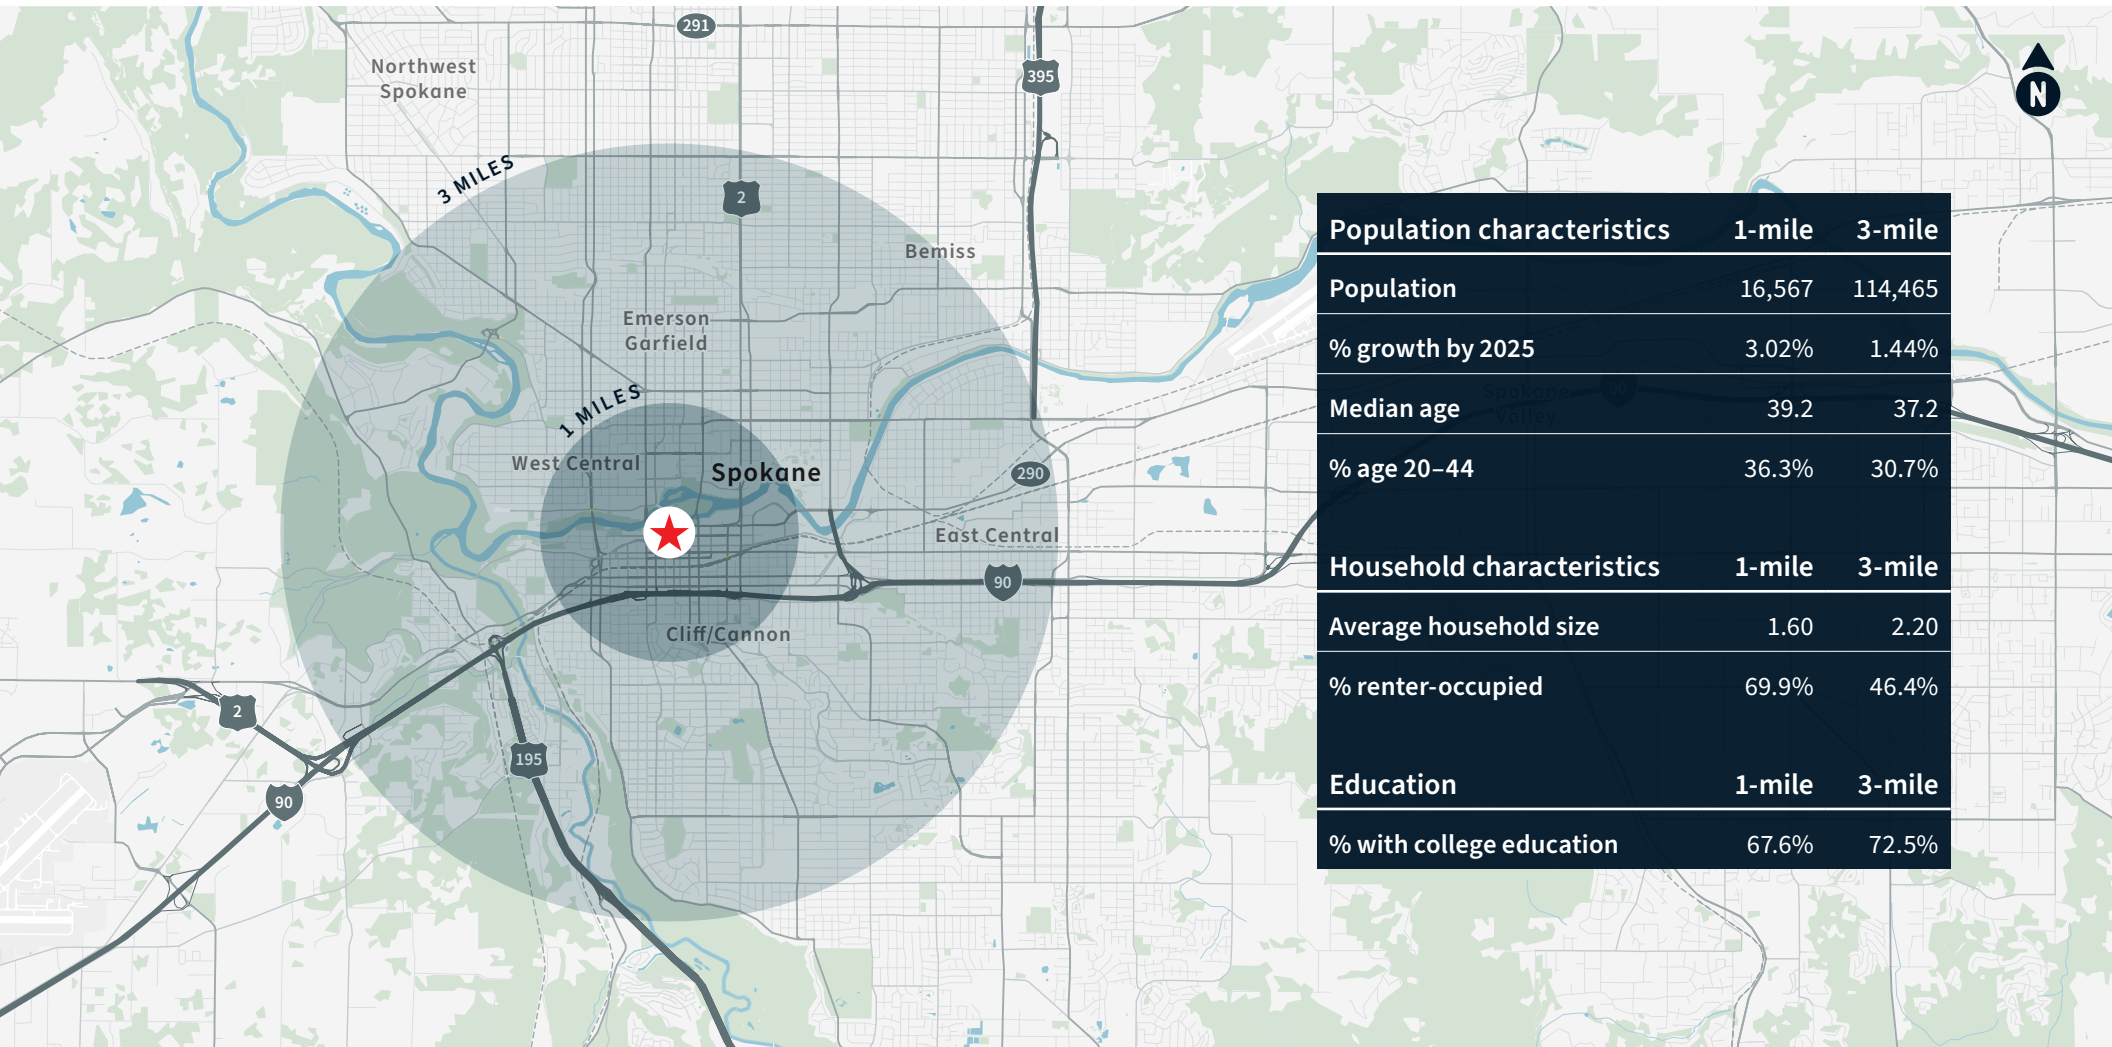 291
Northwest
Spokane
395
N
3 MILES
2
Bemiss
Emerson
Garfield
1 MILES
West Central
Spokane
290
East Central
90
Cliff/Cannon
2
195
90
Population characteristics 1-mile 3-mile
Population 16,567 114,465
% growth by 2025 3.02% 1.44%
Spokane
Valley
90
Median age 39.2 37.2
% age 20–44 36.3% 30.7%
Household characteristics 1-mile 3-mile
Average household size 1.60 2.20
% renter-occupied 69.9% 46.4%
Education 1-mile 3-mile
% with college education 67.6% 72.5%